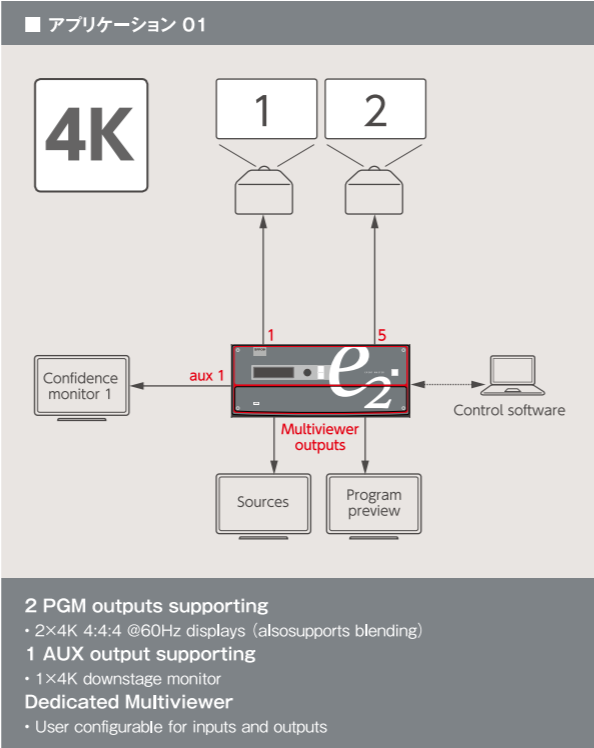 ■ アプリケーション 01
4K
1
2
1
5
aux 1
Confidence
monitor 1
e2
Control software
Multiviewer
outputs
Sources
Program
preview
2 PGM outputs supporting
・2×4K 4:4:4 @60Hz displays（alsosupports blending）
1 AUX output supporting
・1×4K downstage monitor
Dedicated Multiviewer
・User configurable for inputs and outputs